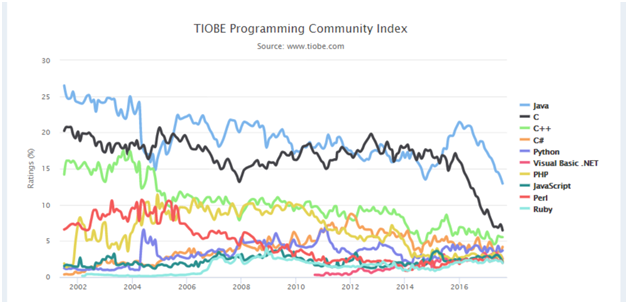 TIOBE Programming Community Index
Source: www.tiobe.com
30
25
20
15
10
5
0
Ratings (%)
2002 2004 2006 2008 2010 2012 2014 2016
Java
C
C++
C#
Python
Visual Basic .NET
PHP
JavaScript
Perl
Ruby